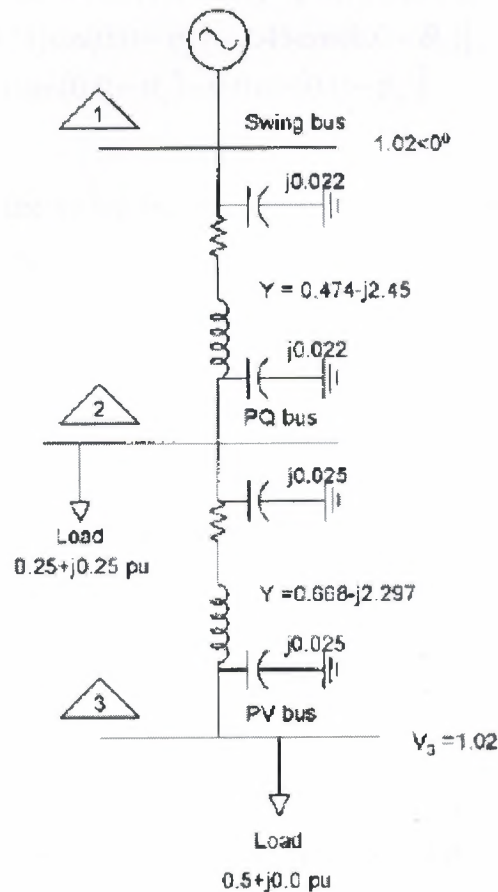 1
Swing bus
1.02<0⁰
j0.022
Y = 0.474-j2.45
j0.022
2
PQ bus
j0.025
Load
0.25+j0.25 pu
Y =0.668-j2.297
j0.025
3
PV bus
V₃ =1.02
Load
0.5+j0.0 pu